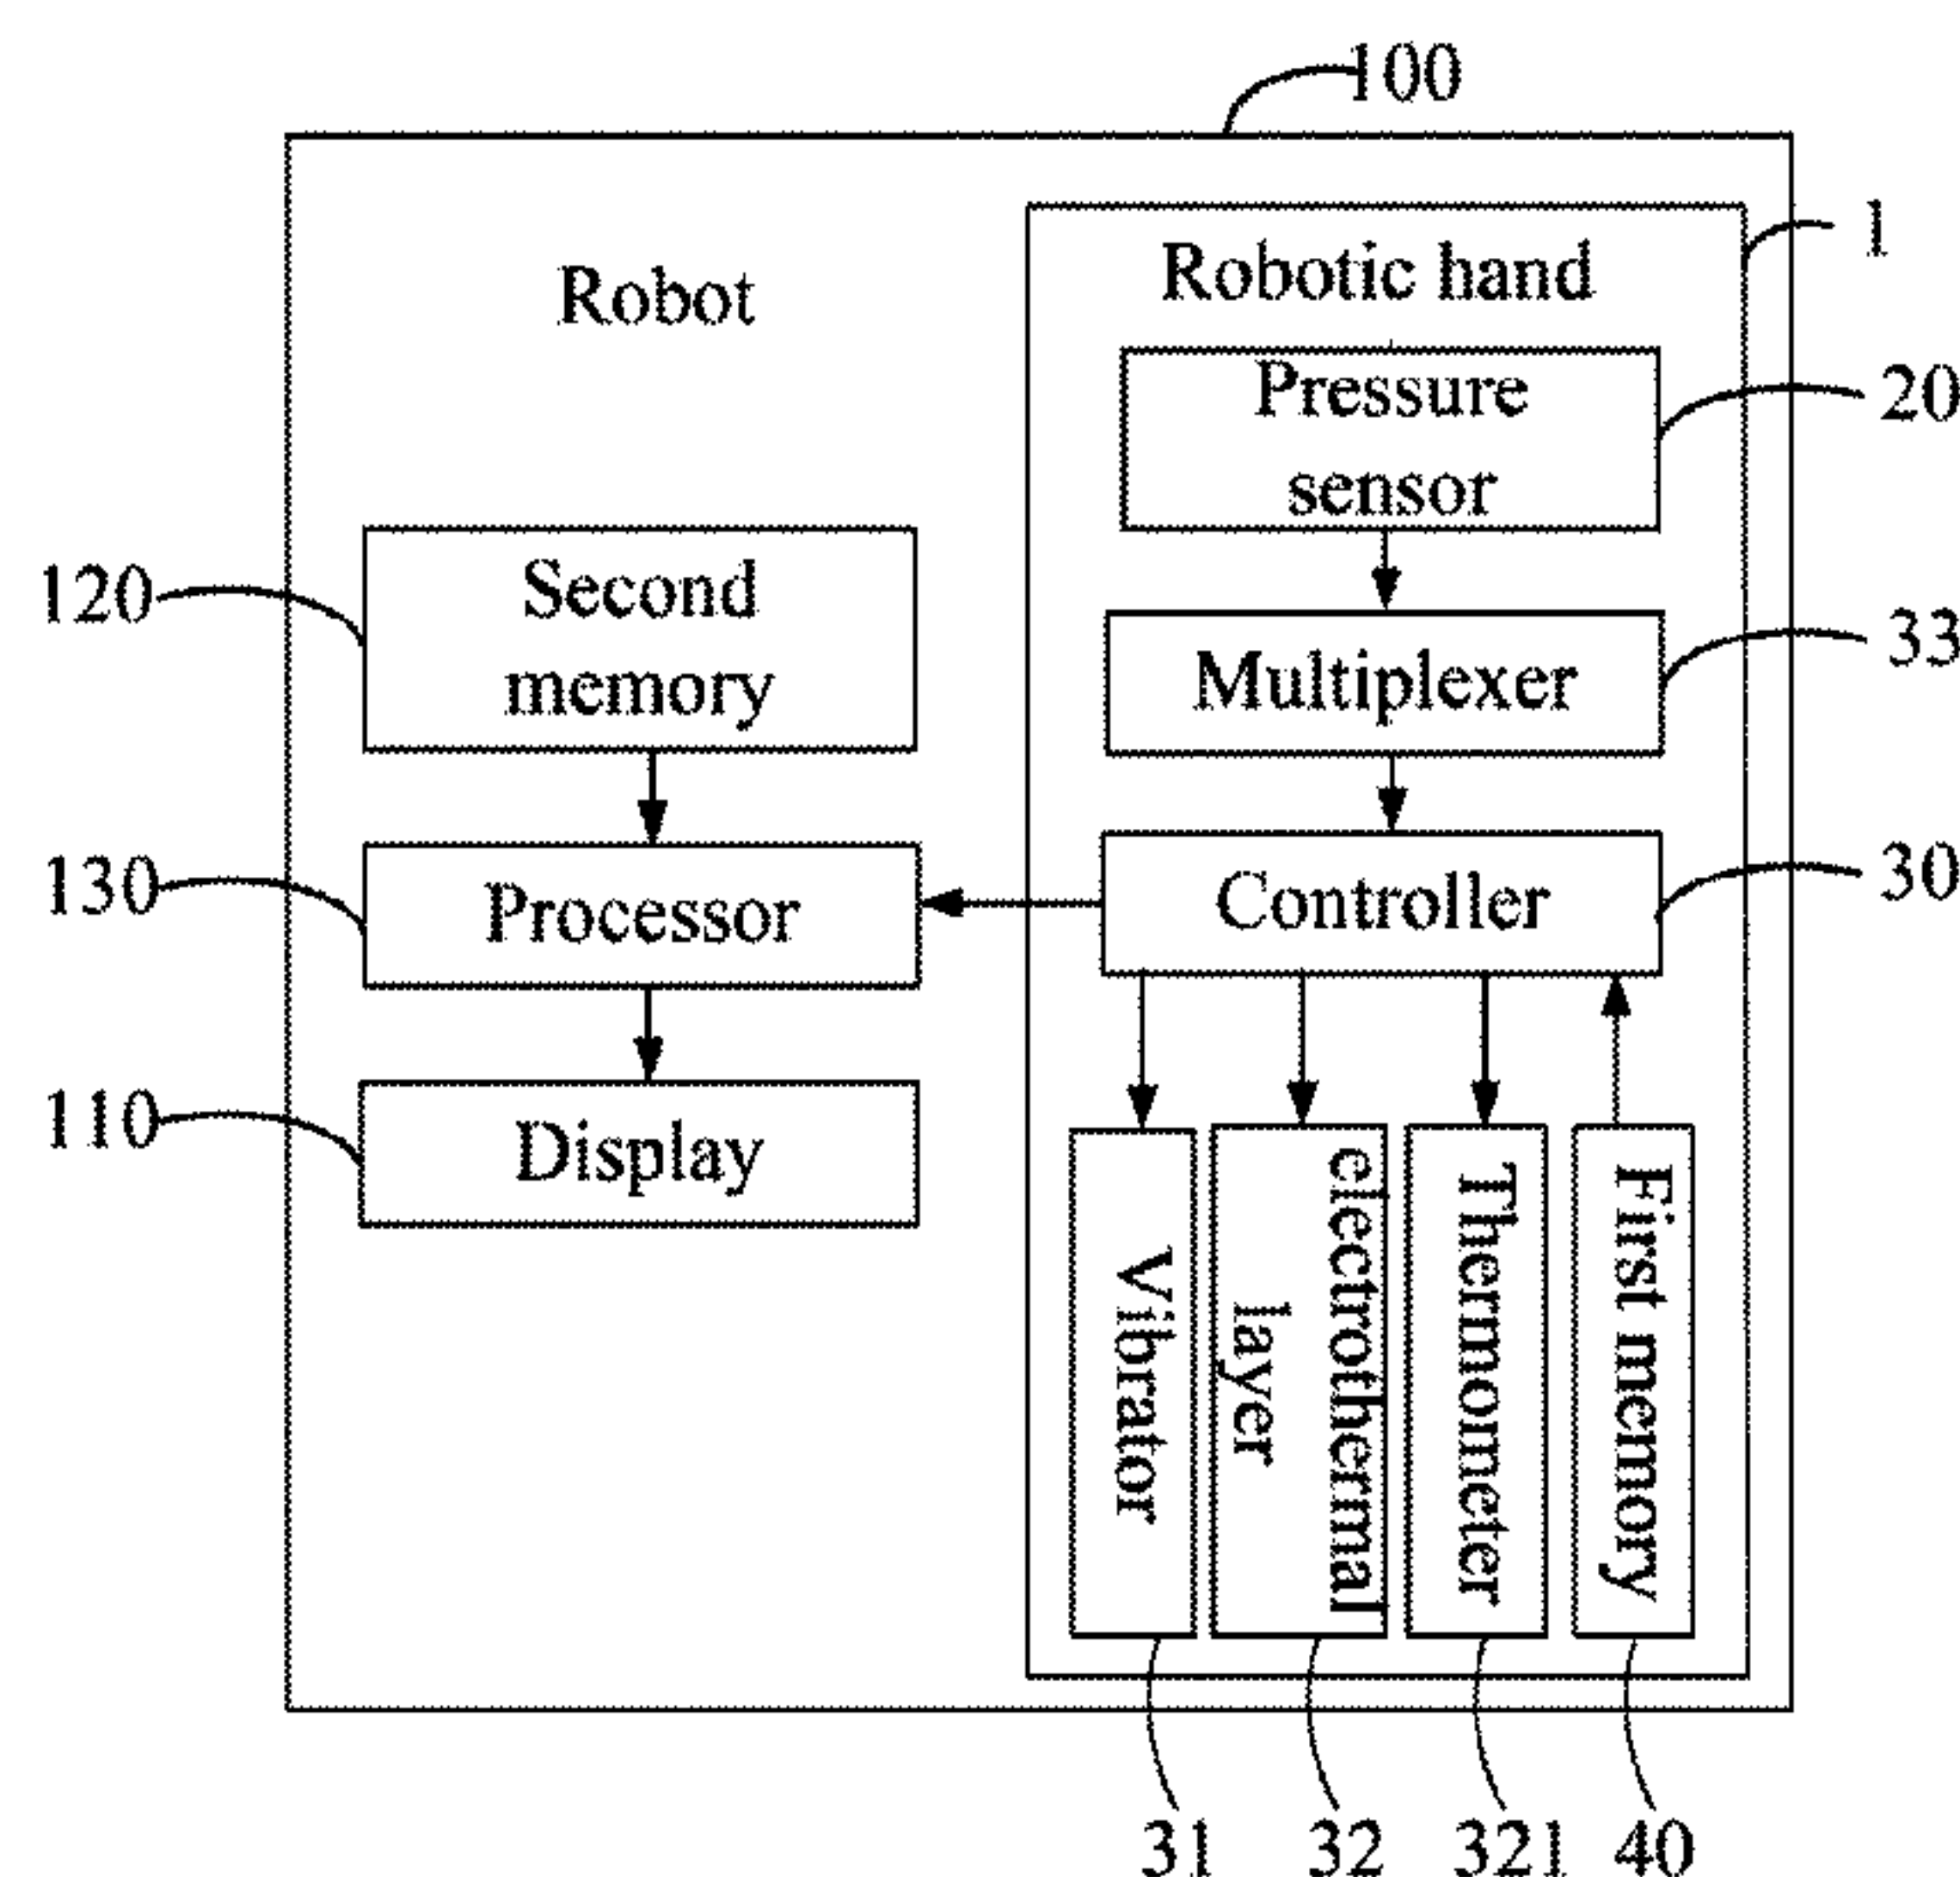 100
1
Robot
Robotic hand
Pressure
sensor
20
120
Second
memory
Multiplexer
33
130
Processor
Controller
30
110
Display
Vibrator
electrothermal
layer
Thermometer
First memory
31
32
321
40